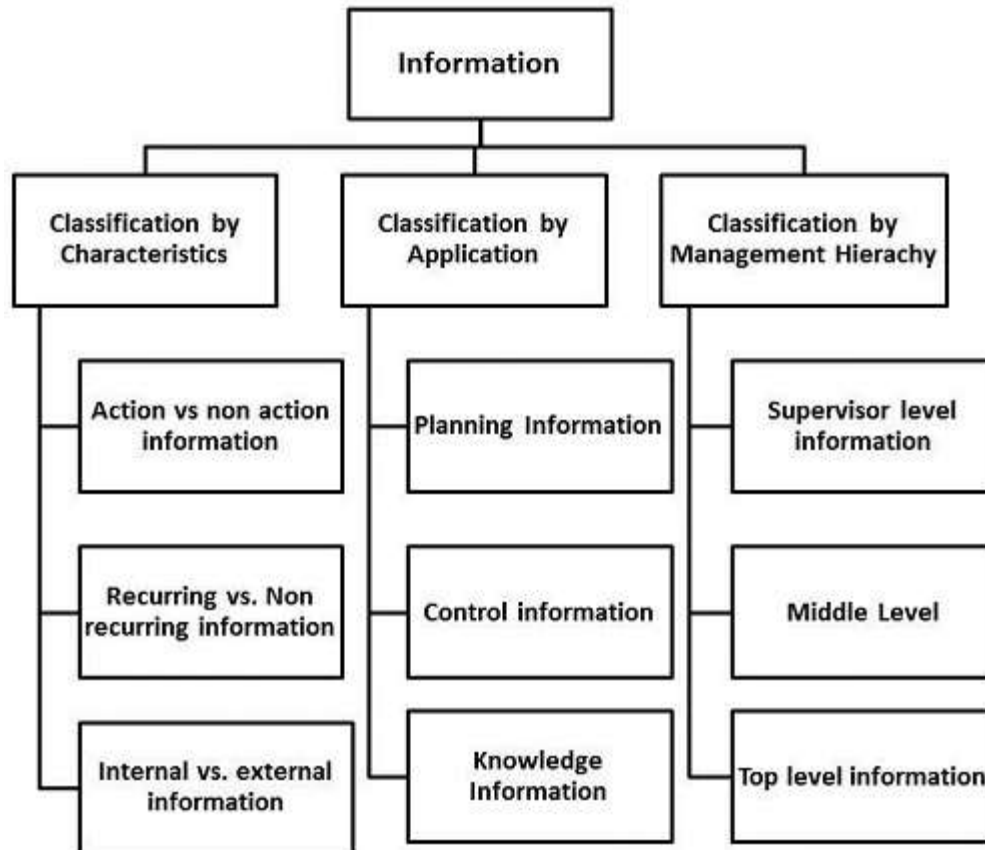 Information
Classification by
Characteristics
Classification by
Application
Classification by
Management Hierachy
Action vs non action
information
Planning Information
Supervisor level
information
Recurring vs. Non
recurring information
Control information
Middle Level
Internal vs. external
information
Knowledge
Information
Top level information